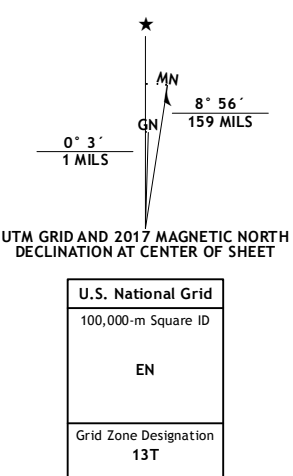 ★
MN
8° 56´
159 MILS
GN
0° 3´
1 MILS
UTM GRID AND 2017 MAGNETIC NORTH
DECLINATION AT CENTER OF SHEET
U.S. National Grid
100,000-m Square ID
EN
Grid Zone Designation
13T